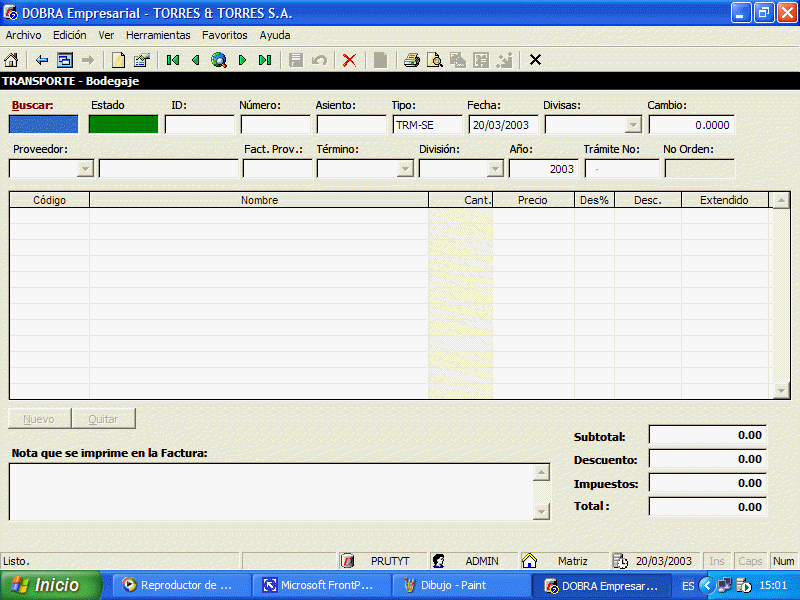 DOBRA Empresarial - TORRES & TORRES S.A.
Archivo Edición Ver Herramientas Favoritos Ayuda
TRANSPORTE - Bodegaje
Buscar: Estado ID: Número: Asiento: Tipo: Fecha: Divisas: Cambio:
TRM-SE 20/03/2003 0.0000
Proveedor: Fact. Prov.: Término: División: Año: Trámite No: No Orden:
2003 -
Código Nombre Cant. Precio Des% Desc. Extendido
Nuevo Quitar
Nota que se imprime en la Factura:
Subtotal: 0.00
Descuento: 0.00
Impuestos: 0.00
Total: 0.00
Listo. PRUTYT ADMIN Matriz 20/03/2003 Ins Caps Num
Inicio Reproductor de ... Microsoft FrontP... Dibujo - Paint DOBRA Empresar... ES 15:01